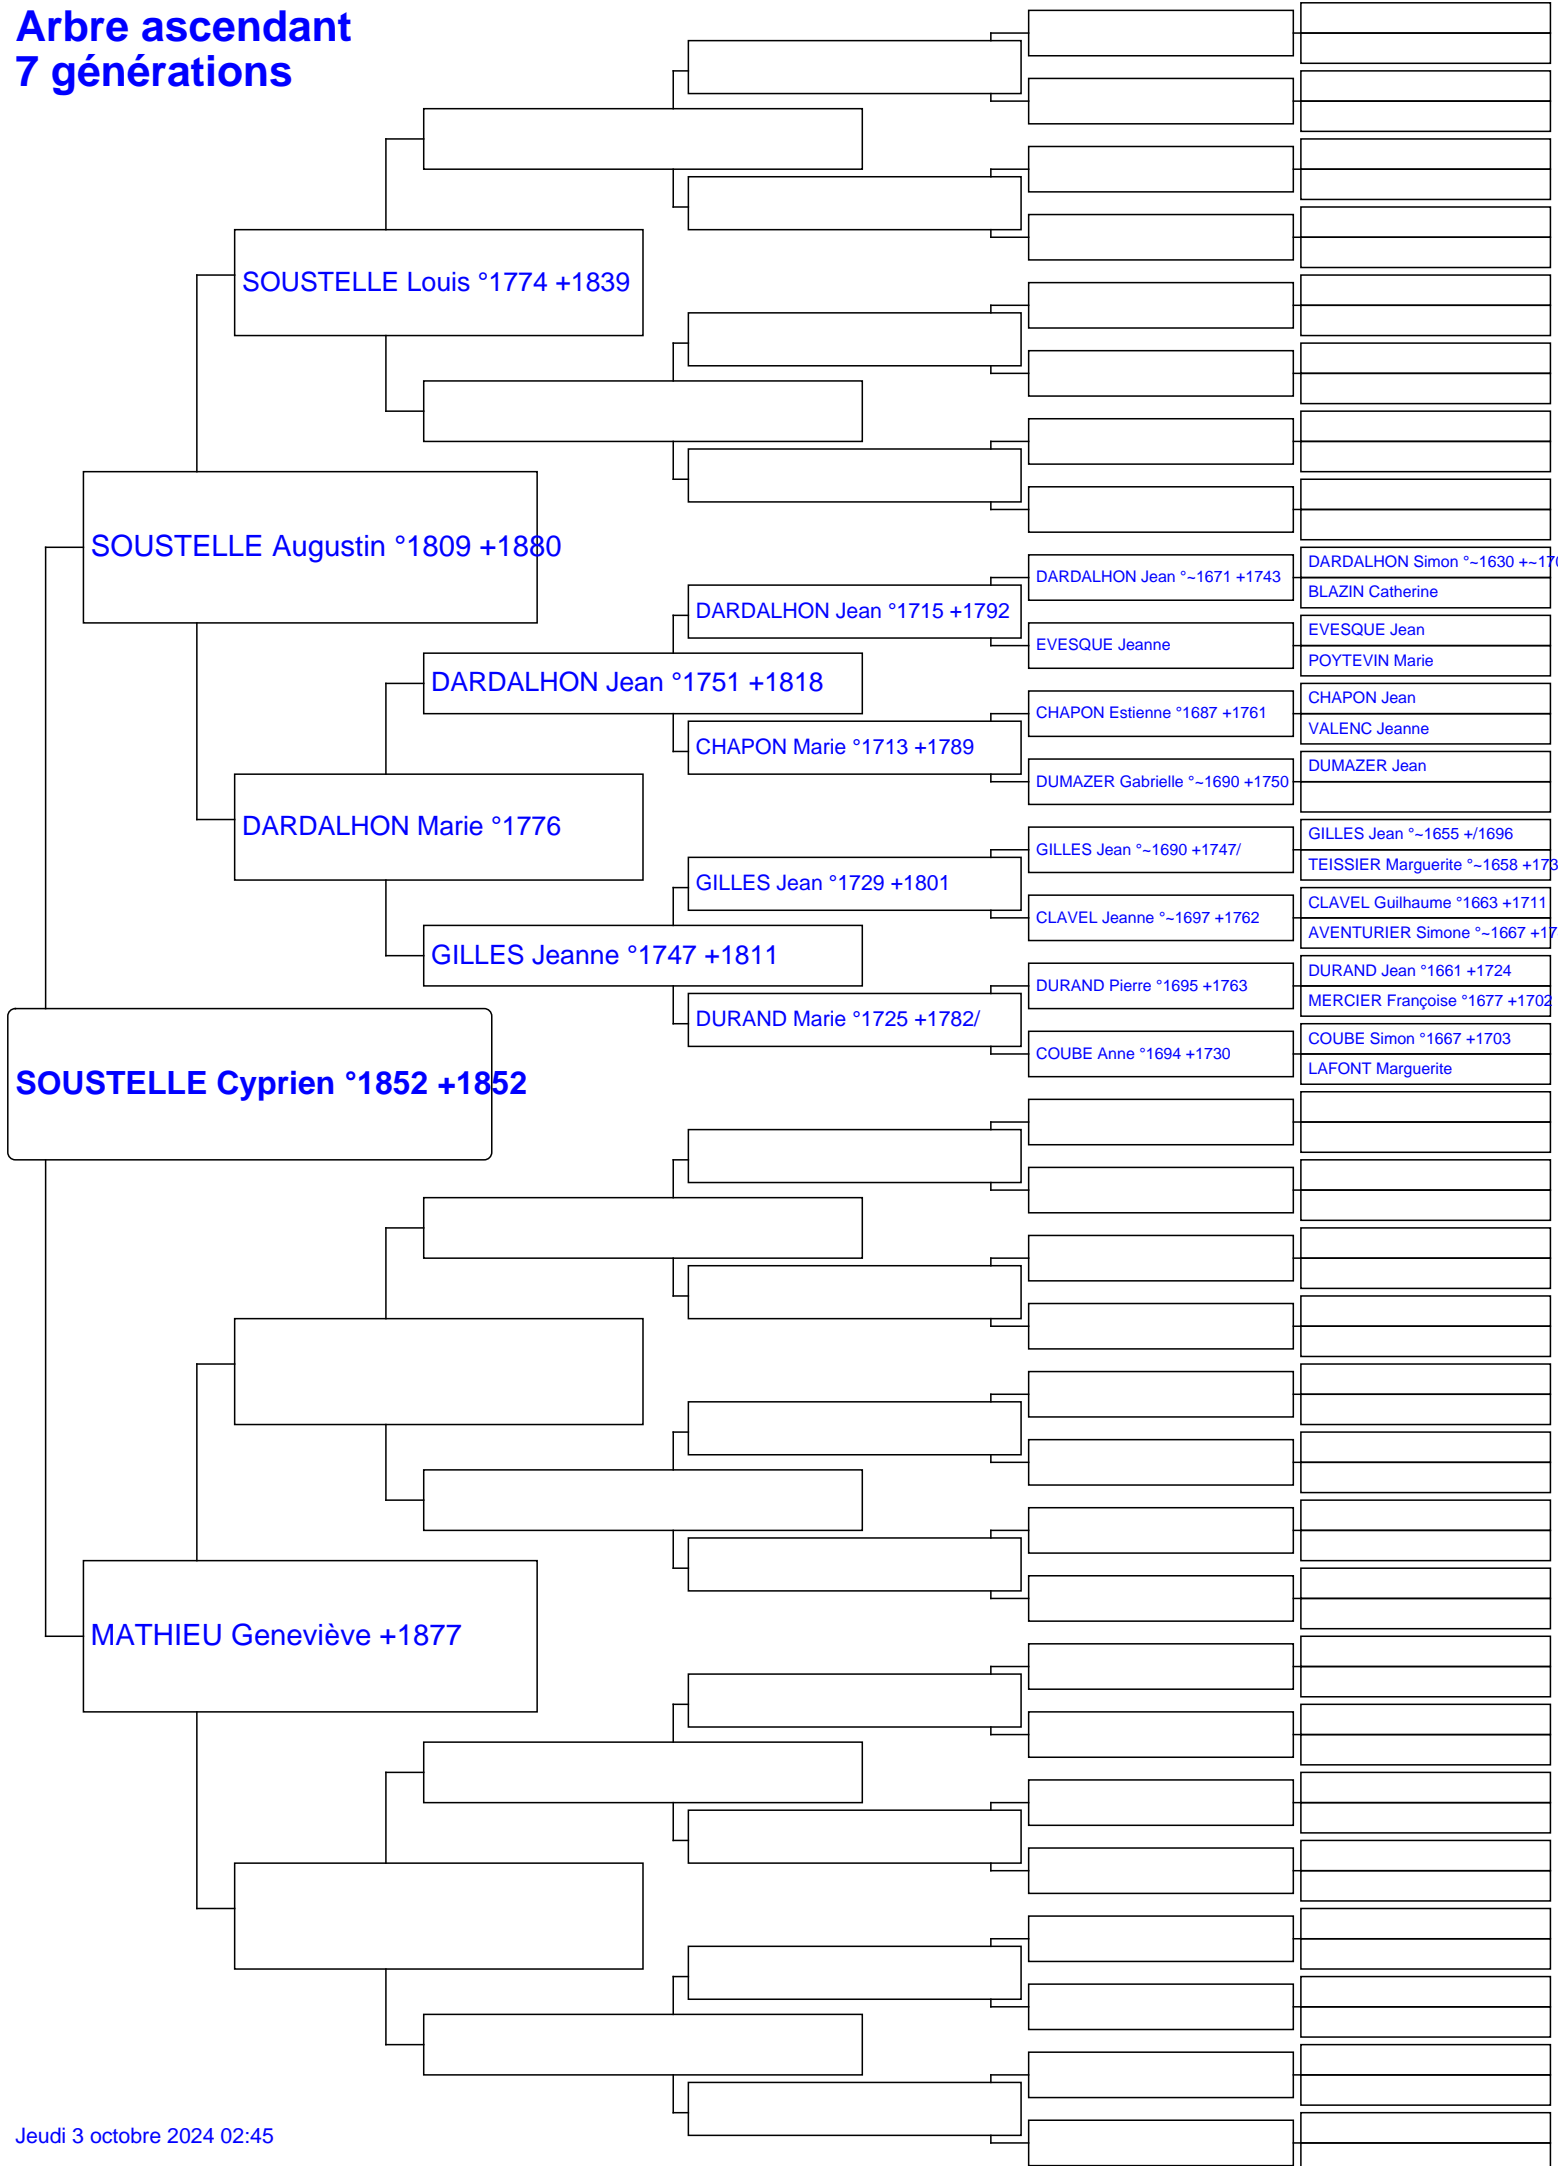 Arbre ascendant
7 générations
SOUSTELLE Louis °1774 +1839
SOUSTELLE Augustin °1809 +1880
DARDALHON Jean °~1671 +1743
DARDALHON Simon °~1630 +~170
BLAZIN Catherine
DARDALHON Jean °1715 +1792
EVESQUE Jeanne
EVESQUE Jean
POYTEVIN Marie
DARDALHON Jean °1751 +1818
CHAPON Estienne °1687 +1761
CHAPON Jean
VALENC Jeanne
CHAPON Marie °1713 +1789
DUMAZER Gabrielle °~1690 +1750
DUMAZER Jean
DARDALHON Marie °1776
GILLES Jean °~1690 +1747/
GILLES Jean °~1655 +/1696
TEISSIER Marguerite °~1658 +173
GILLES Jean °1729 +1801
CLAVEL Jeanne °~1697 +1762
CLAVEL Guilhaume °1663 +1711
AVENTURIER Simone °~1667 +17
GILLES Jeanne °1747 +1811
DURAND Pierre °1695 +1763
DURAND Jean °1661 +1724
MERCIER Françoise °1677 +1702
DURAND Marie °1725 +1782/
COUBE Anne °1694 +1730
COUBE Simon °1667 +1703
LAFONT Marguerite
SOUSTELLE Cyprien °1852 +1852
MATHIEU Geneviève +1877
Jeudi 3 octobre 2024 02:45